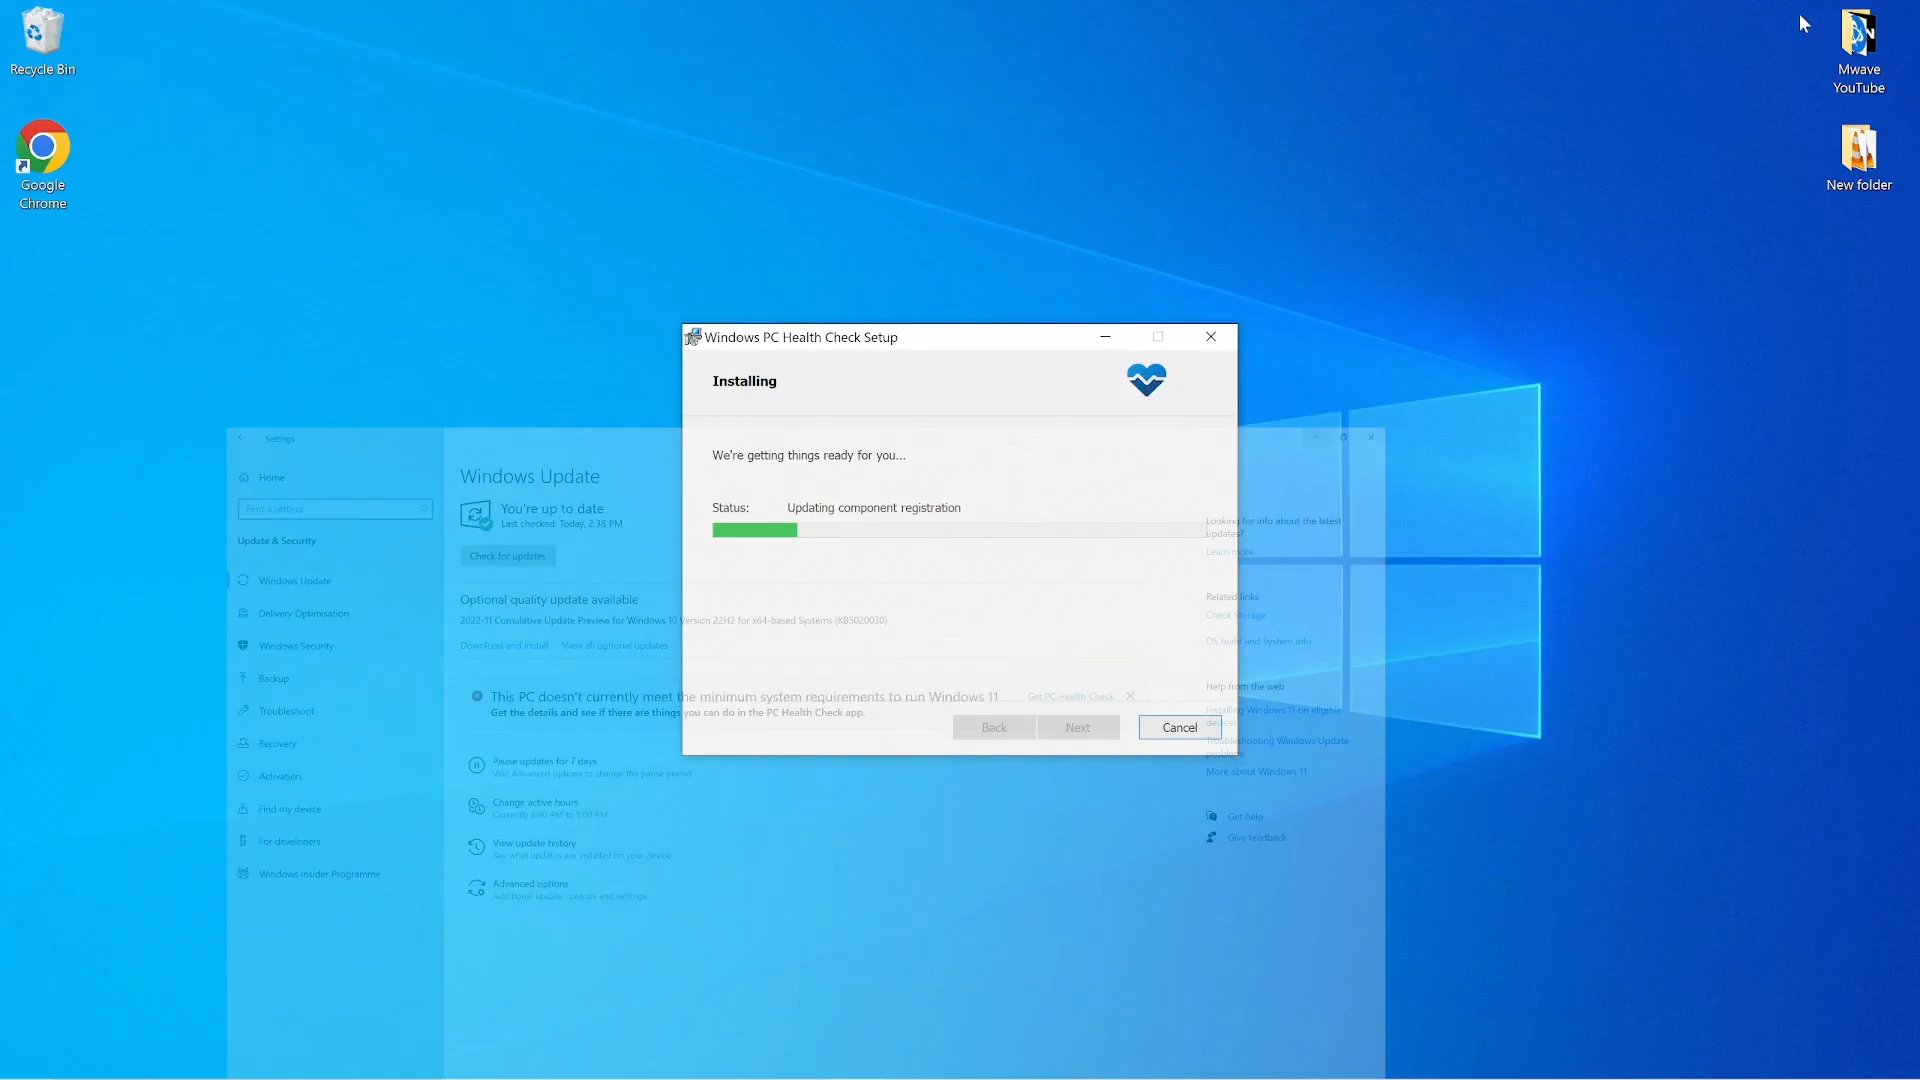 Recycle Bin
Google
Chrome
Mwave
YouTube
New folder
Windows PC Health Check Setup
Installing
We're getting things ready for you...
Status: Updating component registration
Back
Next
Cancel
Settings
Home
Find a setting
Update & Security
Windows Update
Delivery Optimisation
Windows Security
Backup
Troubleshoot
Recovery
Activation
Find my device
For developers
Windows Insider Programme
Windows Update
You're up to date
Last checked: Today, 2:38 PM
Check for updates
Optional quality update available
2022-11 Cumulative Update Preview for Windows 10 Version 22H2 for x64-based Systems (KB5020030)
Download and install View all optional updates
This PC doesn't currently meet the minimum system requirements to run Windows 11
Get PC Health Check
Get the details and see if there are things you can do in the PC Health Check app.
Pause updates for 7 days
Visit Advanced options to change the pause period
Change active hours
Currently 8:00 AM to 5:00 PM
View update history
See what updates are installed on your device
Advanced options
Additional update controls and settings
Looking for info about the latest
updates?
Learn more
Related links
Check Storage
OS build and System info
Help from the web
Installing Windows 11 on eligible
devices
Troubleshooting Windows Update
problems
More about Windows 11
Get help
Give feedback